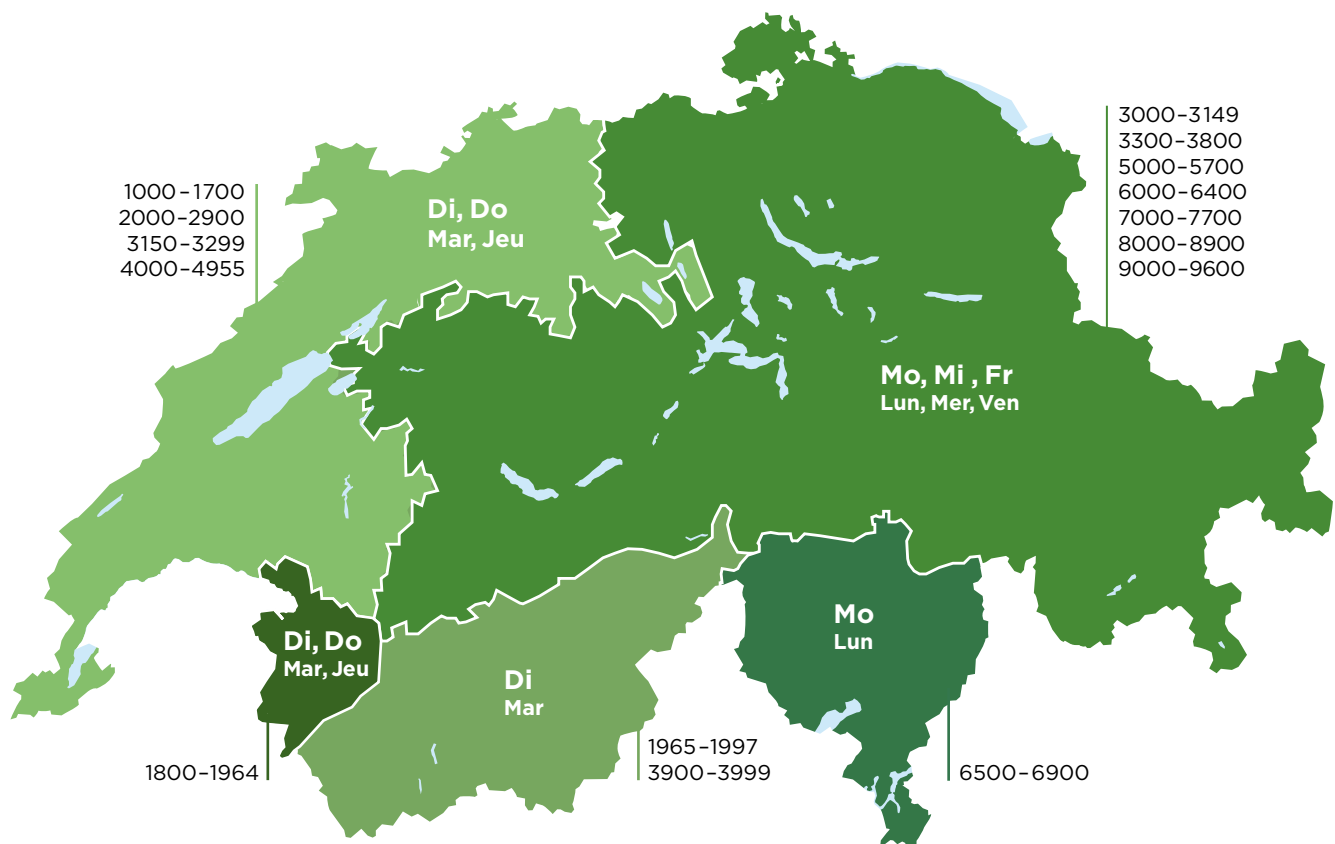 3000–3149
3300–3800
5000–5700
6000–6400
7000–7700
8000–8900
9000–9600
1000–1700
2000–2900
3150–3299
4000–4955
Di, Do
Mar, Jeu
Mo, Mi , Fr
Lun, Mer, Ven
Di, Do
Mar, Jeu
Di
Mar
Mo
Lun
1800–1964
1965–1997
3900–3999
6500–6900